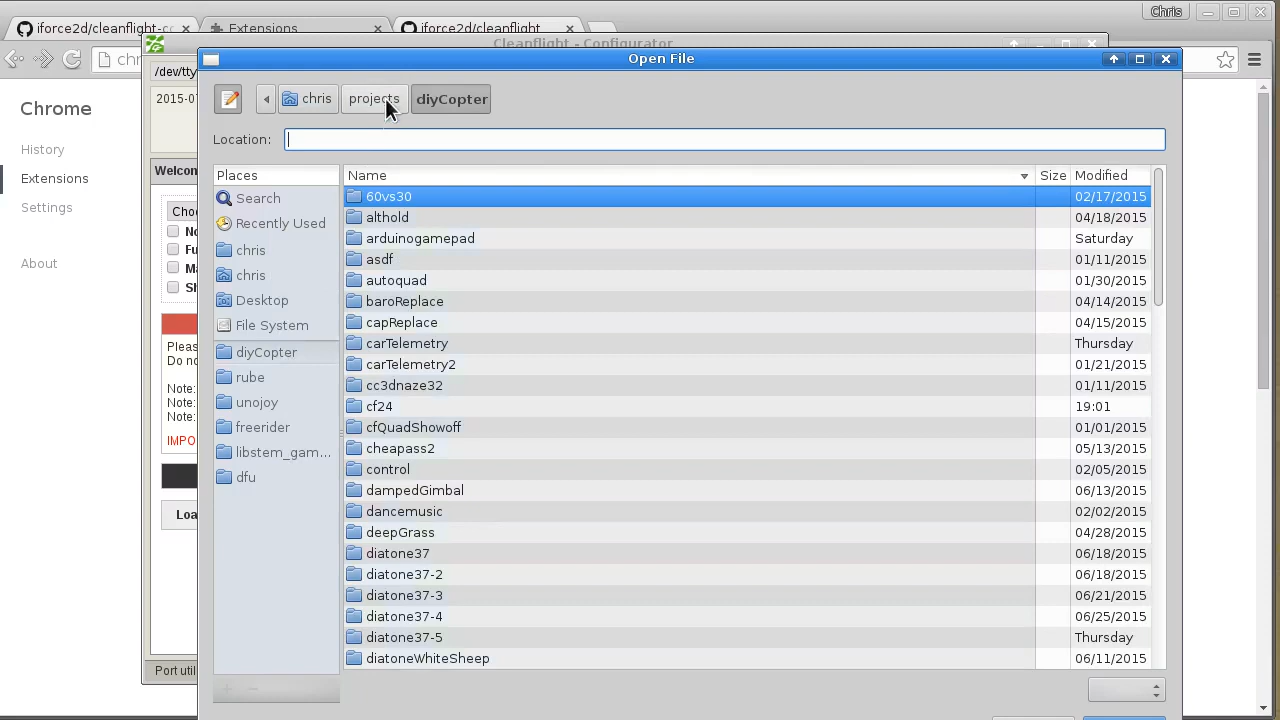 Chris
iforce2d/cleanflight-c
Extensions
iforce2d/cleanflight
Cleanflight - Configurator
Open File
chr
/dev/tty
2015-0
chris
projects
diyCopter
Location:
Chrome
History
Extensions
Settings
About
Welcon
Choo
No
Fu
Ma
Sh
Pleas
Do no
Note:
Note:
Note:
IMPO
Loa
Port util
Places
Search
Recently Used
chris
chris
Desktop
File System
diyCopter
rube
unojoy
freerider
libstem_gam...
dfu
Name Size Modified
60vs30 02/17/2015
althold 04/18/2015
arduinogamepad Saturday
asdf 01/11/2015
autoquad 01/30/2015
baroReplace 04/14/2015
capReplace 04/15/2015
carTelemetry Thursday
carTelemetry2 01/21/2015
cc3dnaze32 01/11/2015
cf24 19:01
cfQuadShowoff 01/01/2015
cheapass2 05/13/2015
control 02/05/2015
dampedGimbal 06/13/2015
dancemusic 02/02/2015
deepGrass 04/28/2015
diatone37 06/18/2015
diatone37-2 06/18/2015
diatone37-3 06/21/2015
diatone37-4 06/25/2015
diatone37-5 Thursday
diatoneWhiteSheep 06/11/2015